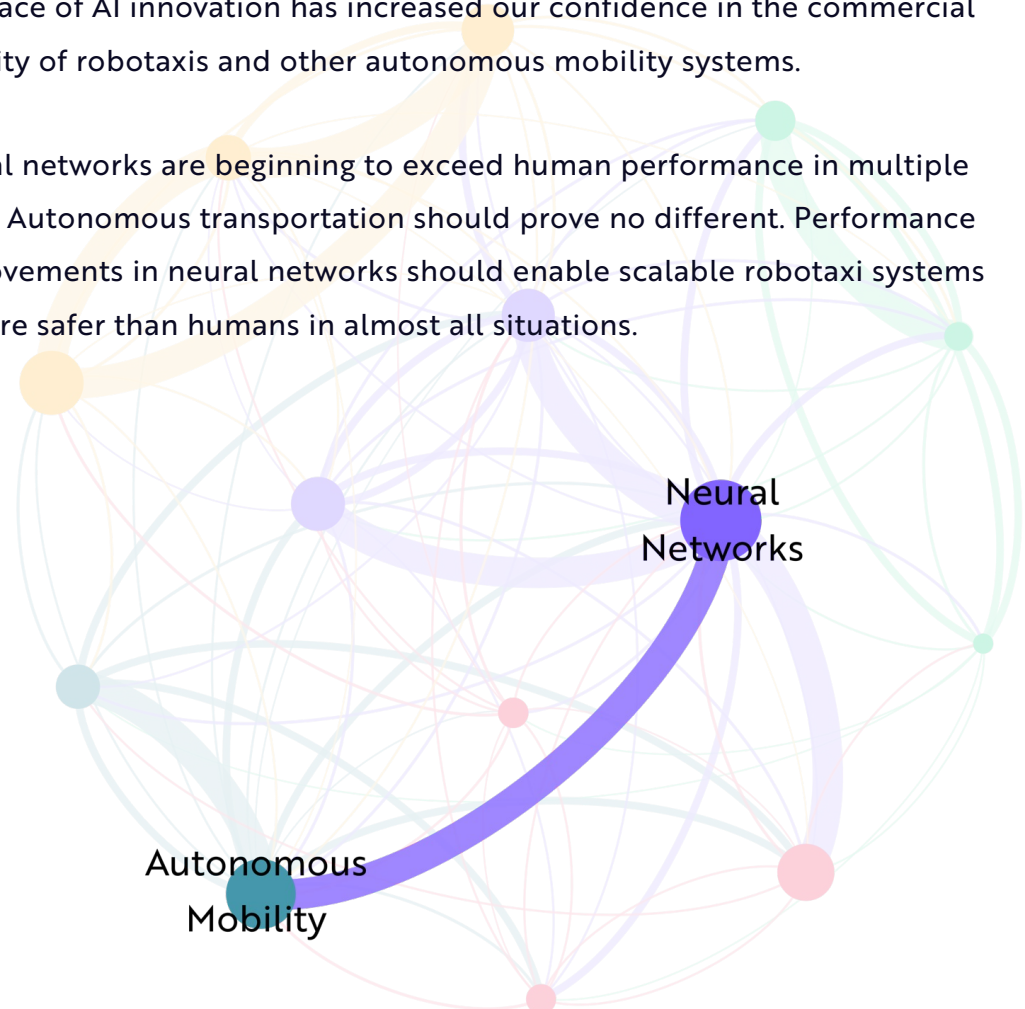 ace of AI innovation has increased our confidence in the commercial
ity of robotaxis and other autonomous mobility systems.
al networks are beginning to exceed human performance in multiple
Autonomous transportation should prove no different. Performance
ovements in neural networks should enable scalable robotaxi systems
re safer than humans in almost all situations.
Neural
Networks
Autonomous
Mobility